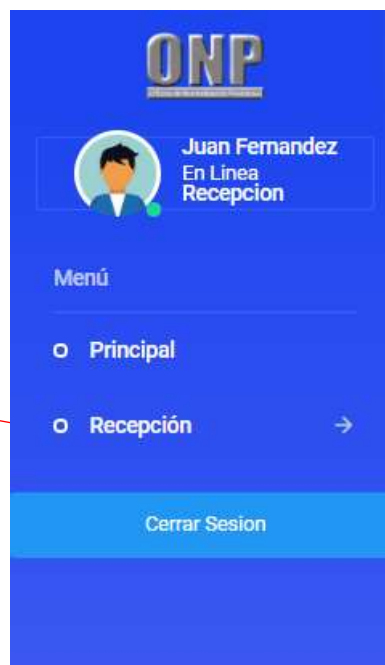 ONP
Juan Fernandez
En Linea
Recepcion
Menú
Principal
Recepción
Cerrar Sesion